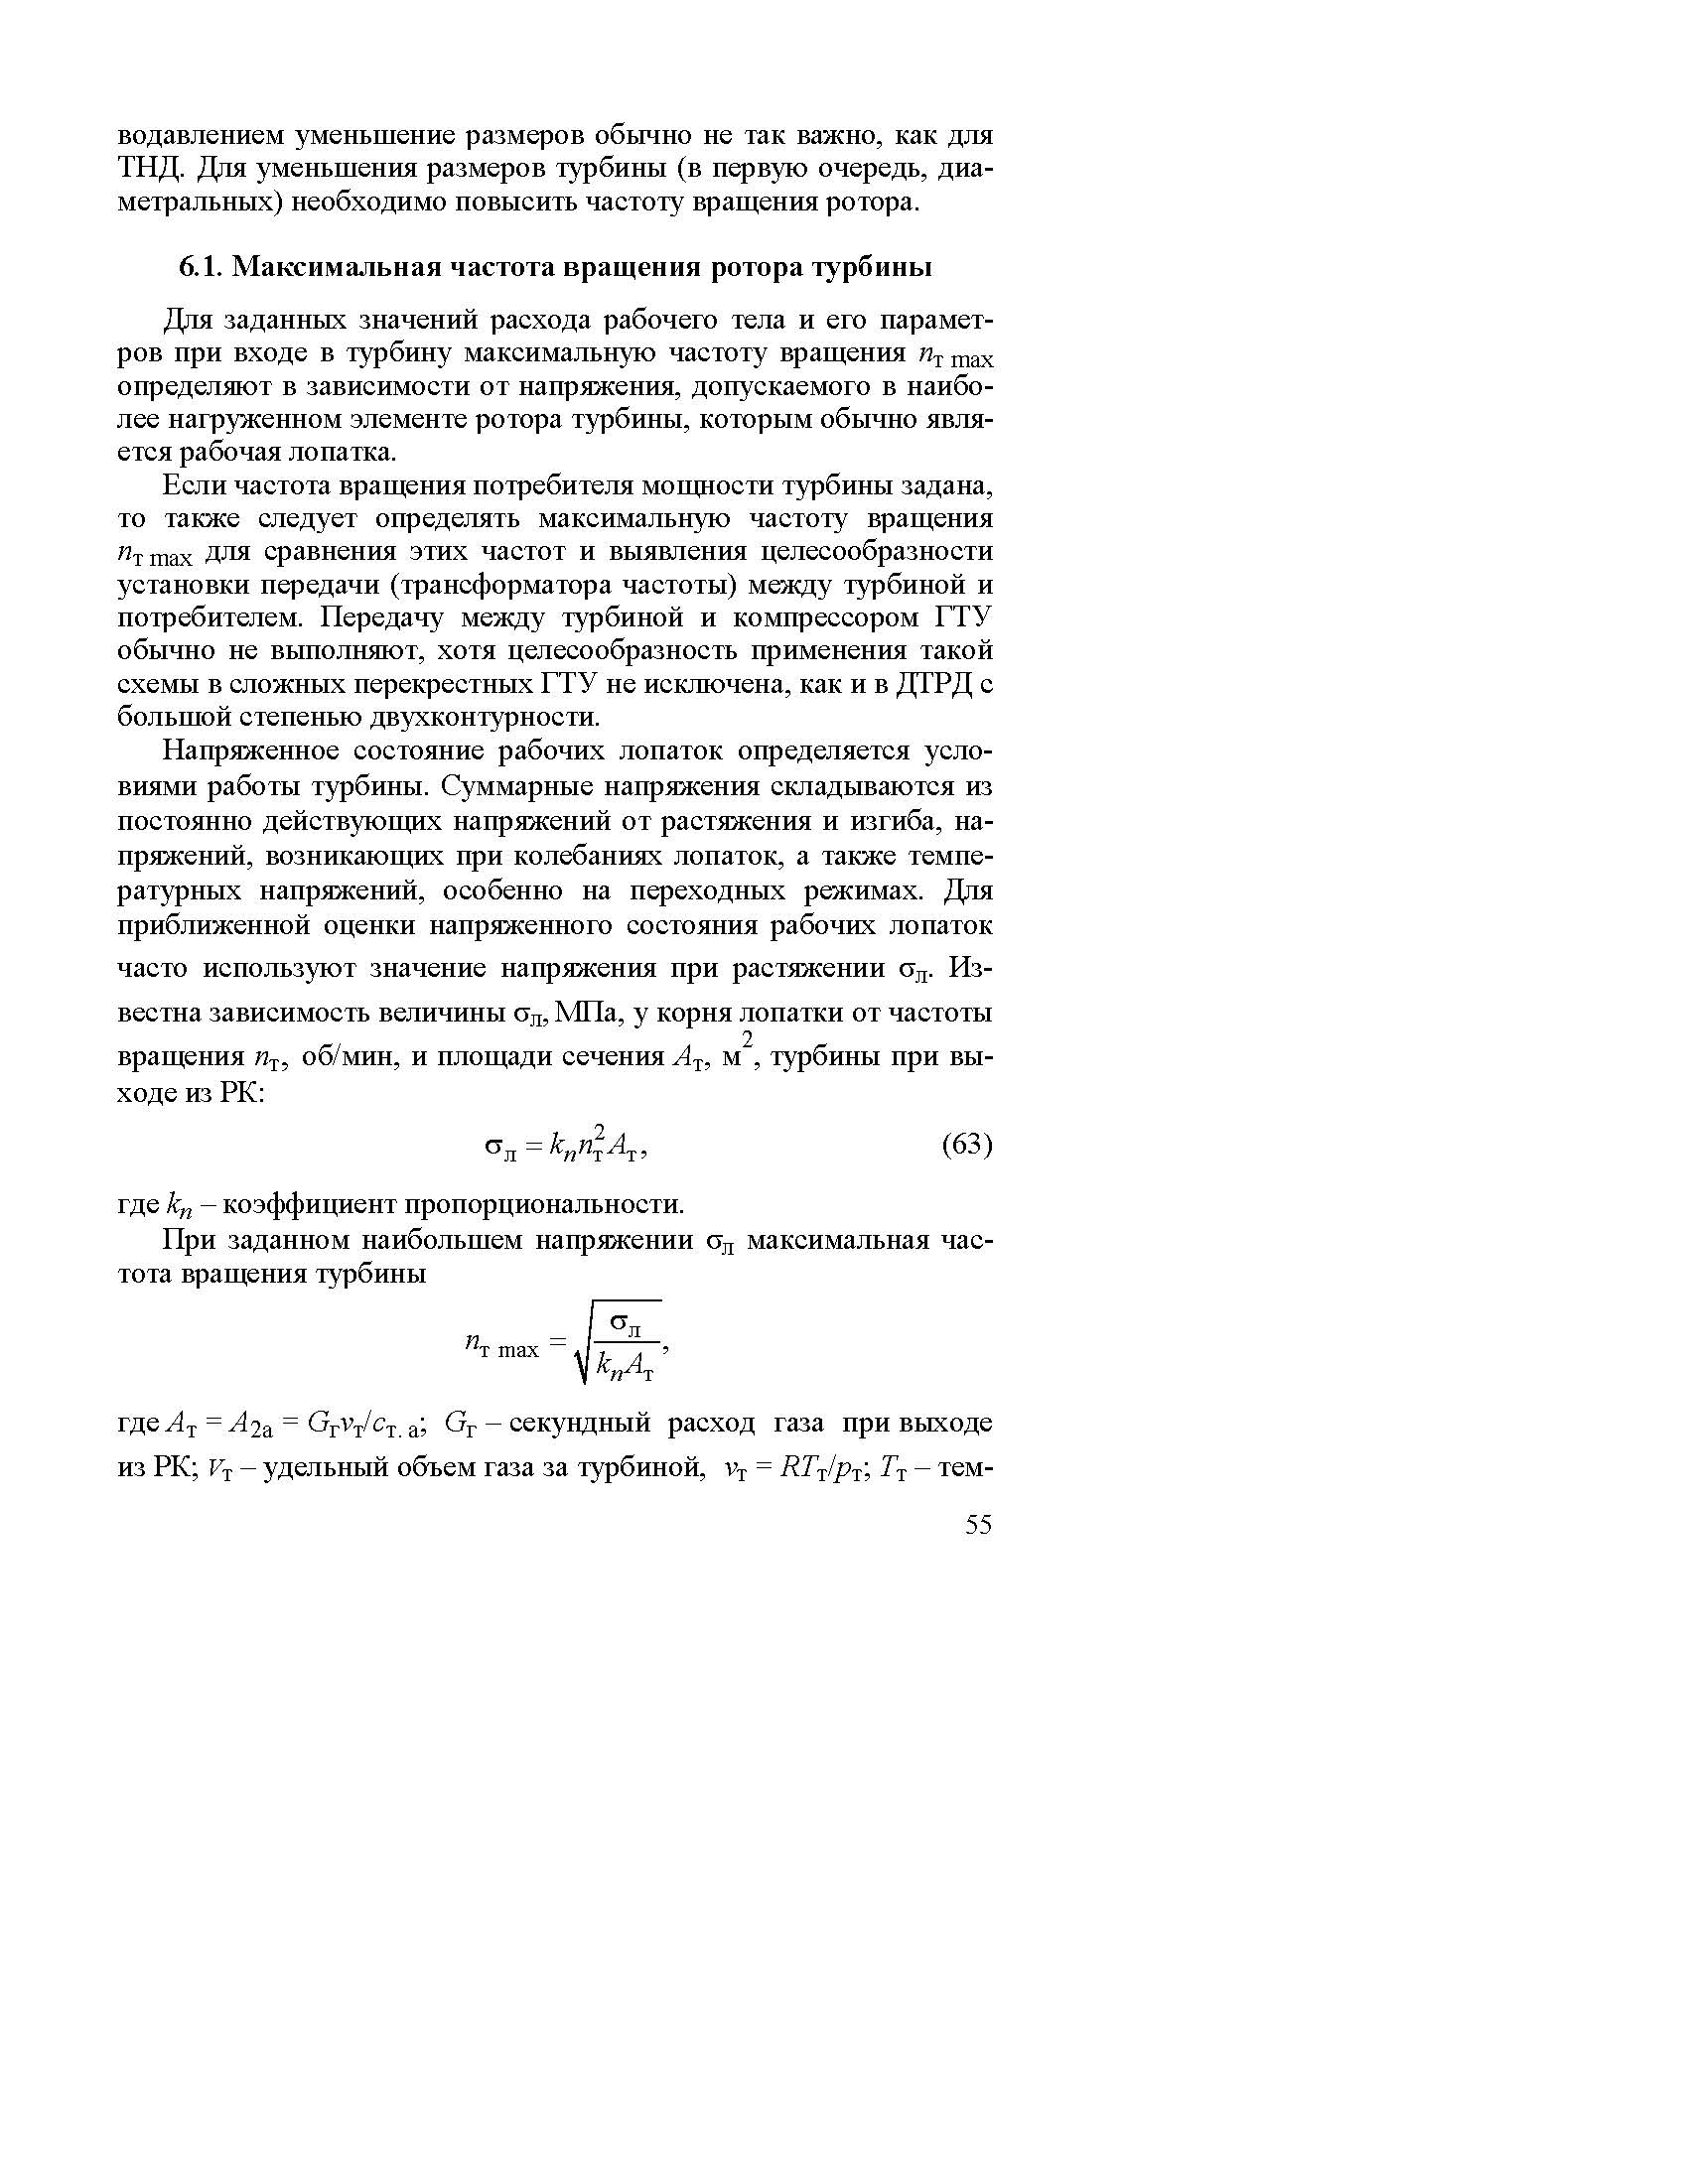 водавлением уменьшение размеров обычно не так важно, как для
ТНД. Для уменьшения размеров турбины (в первую очередь, диа-
метральных) необходимо повысить частоту вращения ротора.
6.1. Максимальная частота вращения ротора турбины
Для заданных значений расхода рабочего тела и его парамет-
ров при входе в турбину максимальную частоту вращения nт max
определяют в зависимости от напряжения, допускаемого в наибо-
лее нагруженном элементе ротора турбины, которым обычно явля-
ется рабочая лопатка.
Если частота вращения потребителя мощности турбины задана,
то также следует определять максимальную частоту вращения
nт max для сравнения этих частот и выявления целесообразности
установки передачи (трансформатора частоты) между турбиной и
потребителем. Передачу между турбиной и компрессором ГТУ
обычно не выполняют, хотя целесообразность применения такой
схемы в сложных перекрестных ГТУ не исключена, как и в ДТРД с
большой степенью двухконтурности.
Напряженное состояние рабочих лопаток определяется усло-
виями работы турбины. Суммарные напряжения складываются из
постоянно действующих напряжений от растяжения и изгиба, на-
пряжений, возникающих при колебаниях лопаток, а также темпе-
ратурных напряжений, особенно на переходных режимах. Для
приближенной оценки напряженного состояния рабочих лопаток
часто используют значение напряжения при растяжении σл. Из-
вестна зависимость величины σл, МПа, у корня лопатки от частоты
вращения nт, об/мин, и площади сечения Aт, м², турбины при вы-
ходе из РК:
σл = kₙnт²Aт, (63)
где kₙ – коэффициент пропорциональности.
При заданном наибольшем напряжении σл максимальная час-
тота вращения турбины
nт max = √(σл / kₙAт),
где Aт = A2а = Gгvт/cт. а; Gг – секундный расход газа при выходе
из РК; vт – удельный объем газа за турбиной, vт = RTт/pт; Tт – тем-
55